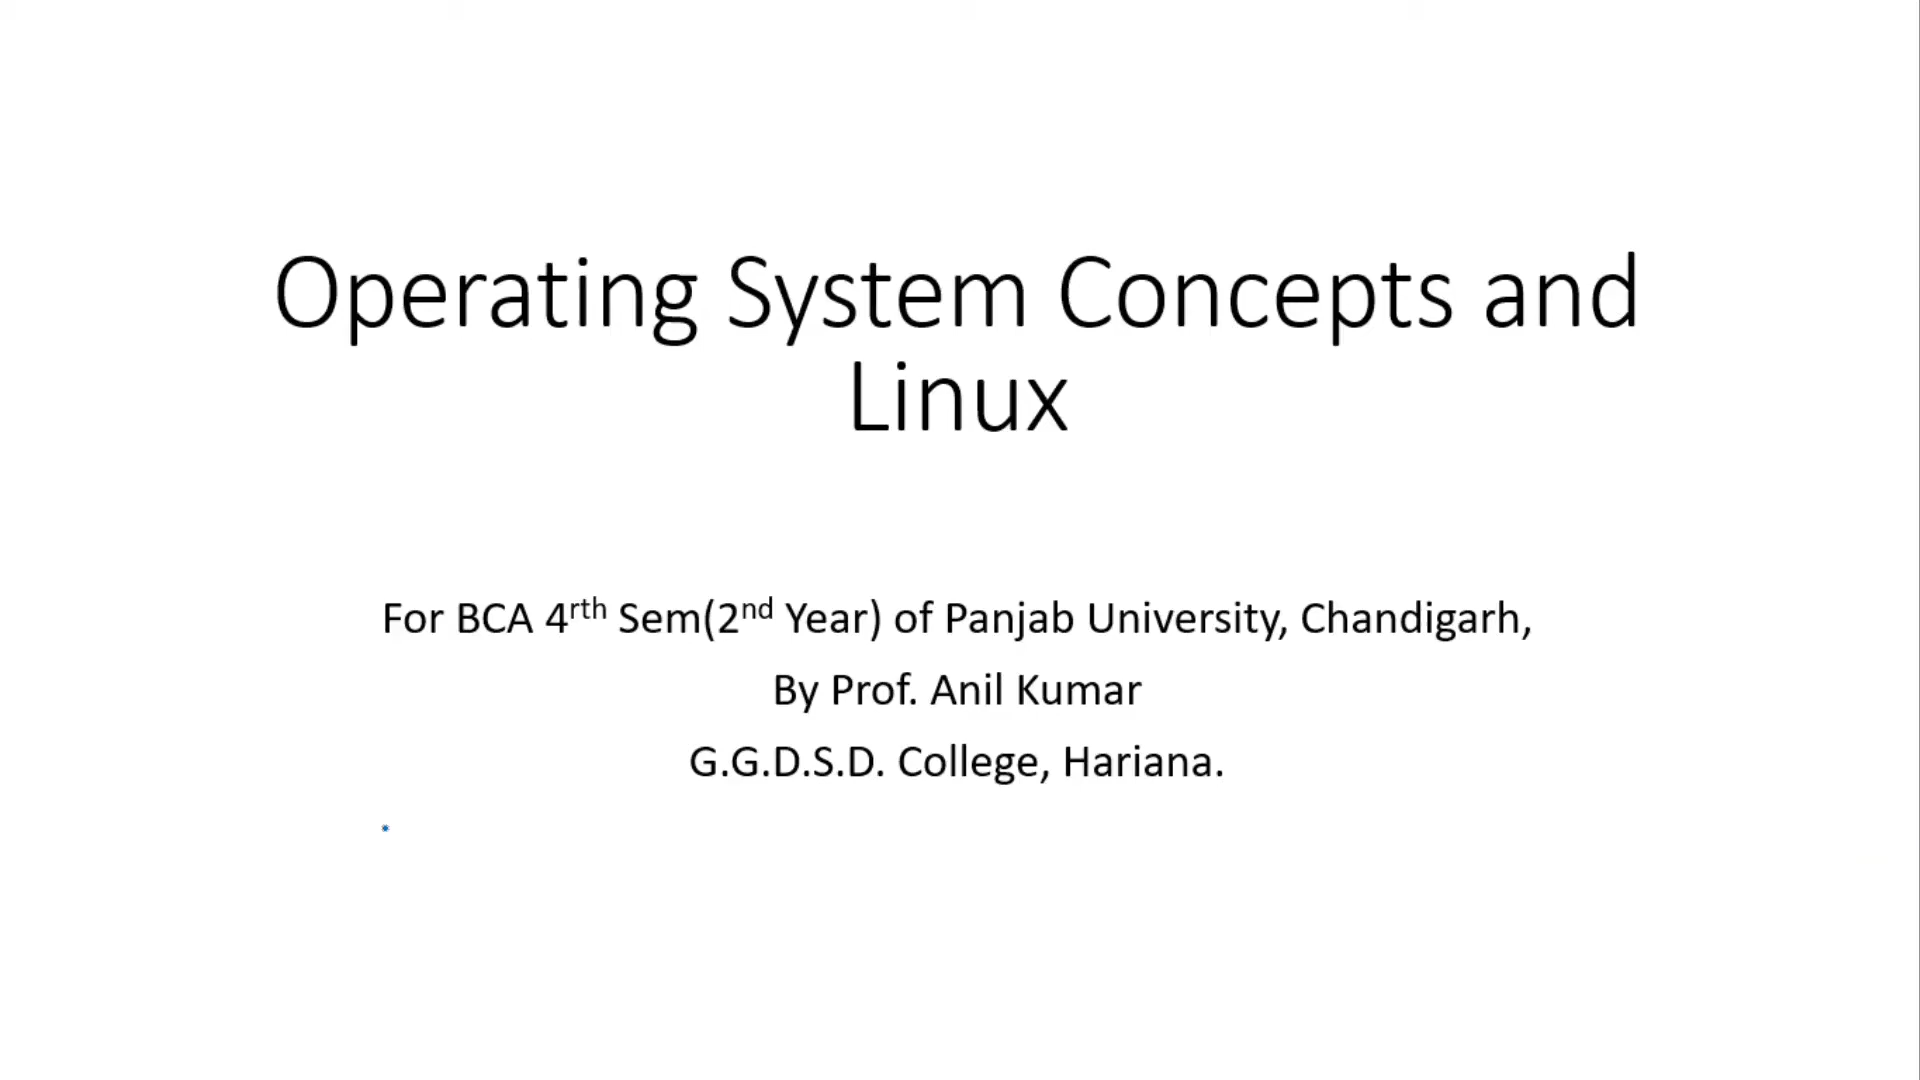 Operating System Concepts and
Linux
For BCA 4rth Sem(2nd Year) of Panjab University, Chandigarh,
By Prof. Anil Kumar
G.G.D.S.D. College, Hariana.